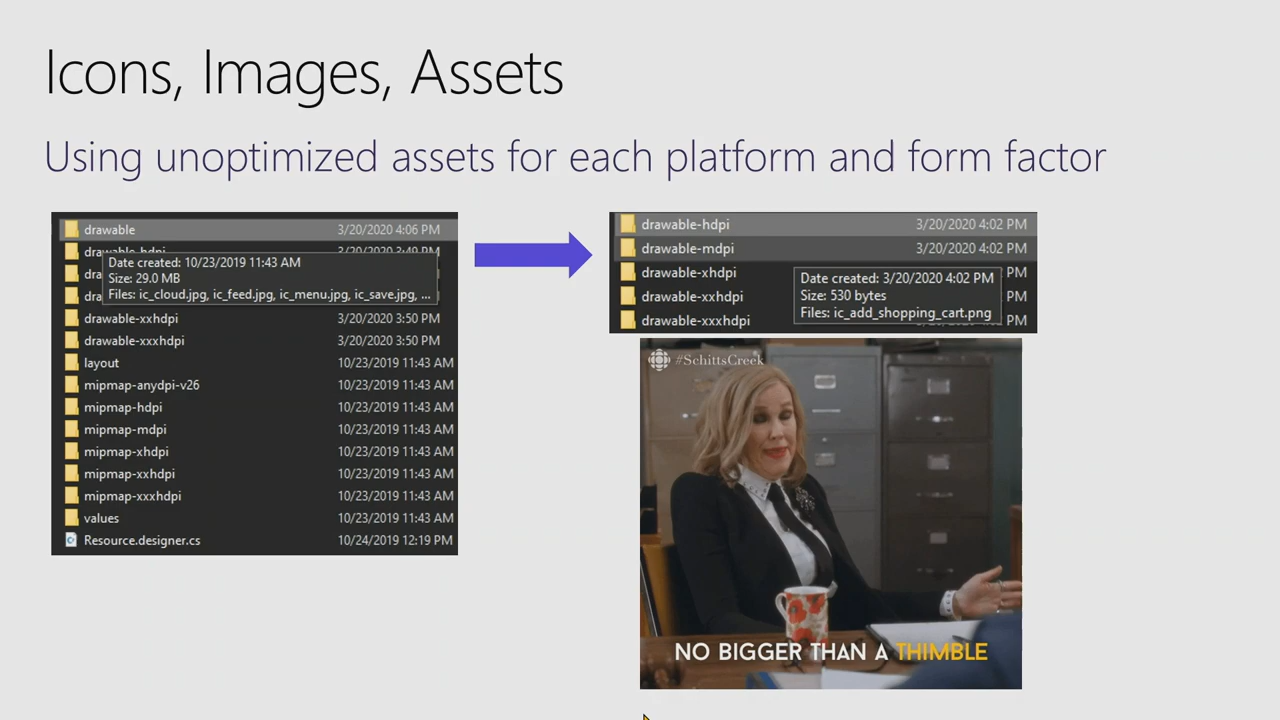 Icons, Images, Assets
Using unoptimized assets for each platform and form factor
drawable 3/20/2020 4:06 PM
Date created: 10/23/2019 11:43 AM
Size: 29.0 MB
Files: ic_cloud.jpg, ic_feed.jpg, ic_menu.jpg, ic_save.jpg, ...
drawable-xxhdpi 3/20/2020 3:50 PM
drawable-xxxhdpi 3/20/2020 3:50 PM
layout 10/23/2019 11:43 AM
mipmap-anydpi-v26 10/23/2019 11:43 AM
mipmap-hdpi 10/23/2019 11:43 AM
mipmap-mdpi 10/23/2019 11:43 AM
mipmap-xhdpi 10/23/2019 11:43 AM
mipmap-xxhdpi 10/23/2019 11:43 AM
mipmap-xxxhdpi 10/23/2019 11:43 AM
values 10/23/2019 11:43 AM
Resource.designer.cs 10/24/2019 12:19 PM
drawable-hdpi 3/20/2020 4:02 PM
drawable-mdpi 3/20/2020 4:02 PM
drawable-xhdpi PM
drawable-xxhdpi PM
drawable-xxxhdpi PM
Date created: 3/20/2020 4:02 PM
Size: 530 bytes
Files: ic_add_shopping_cart.png
#SchittsCreek
NO BIGGER THAN A THIMBLE